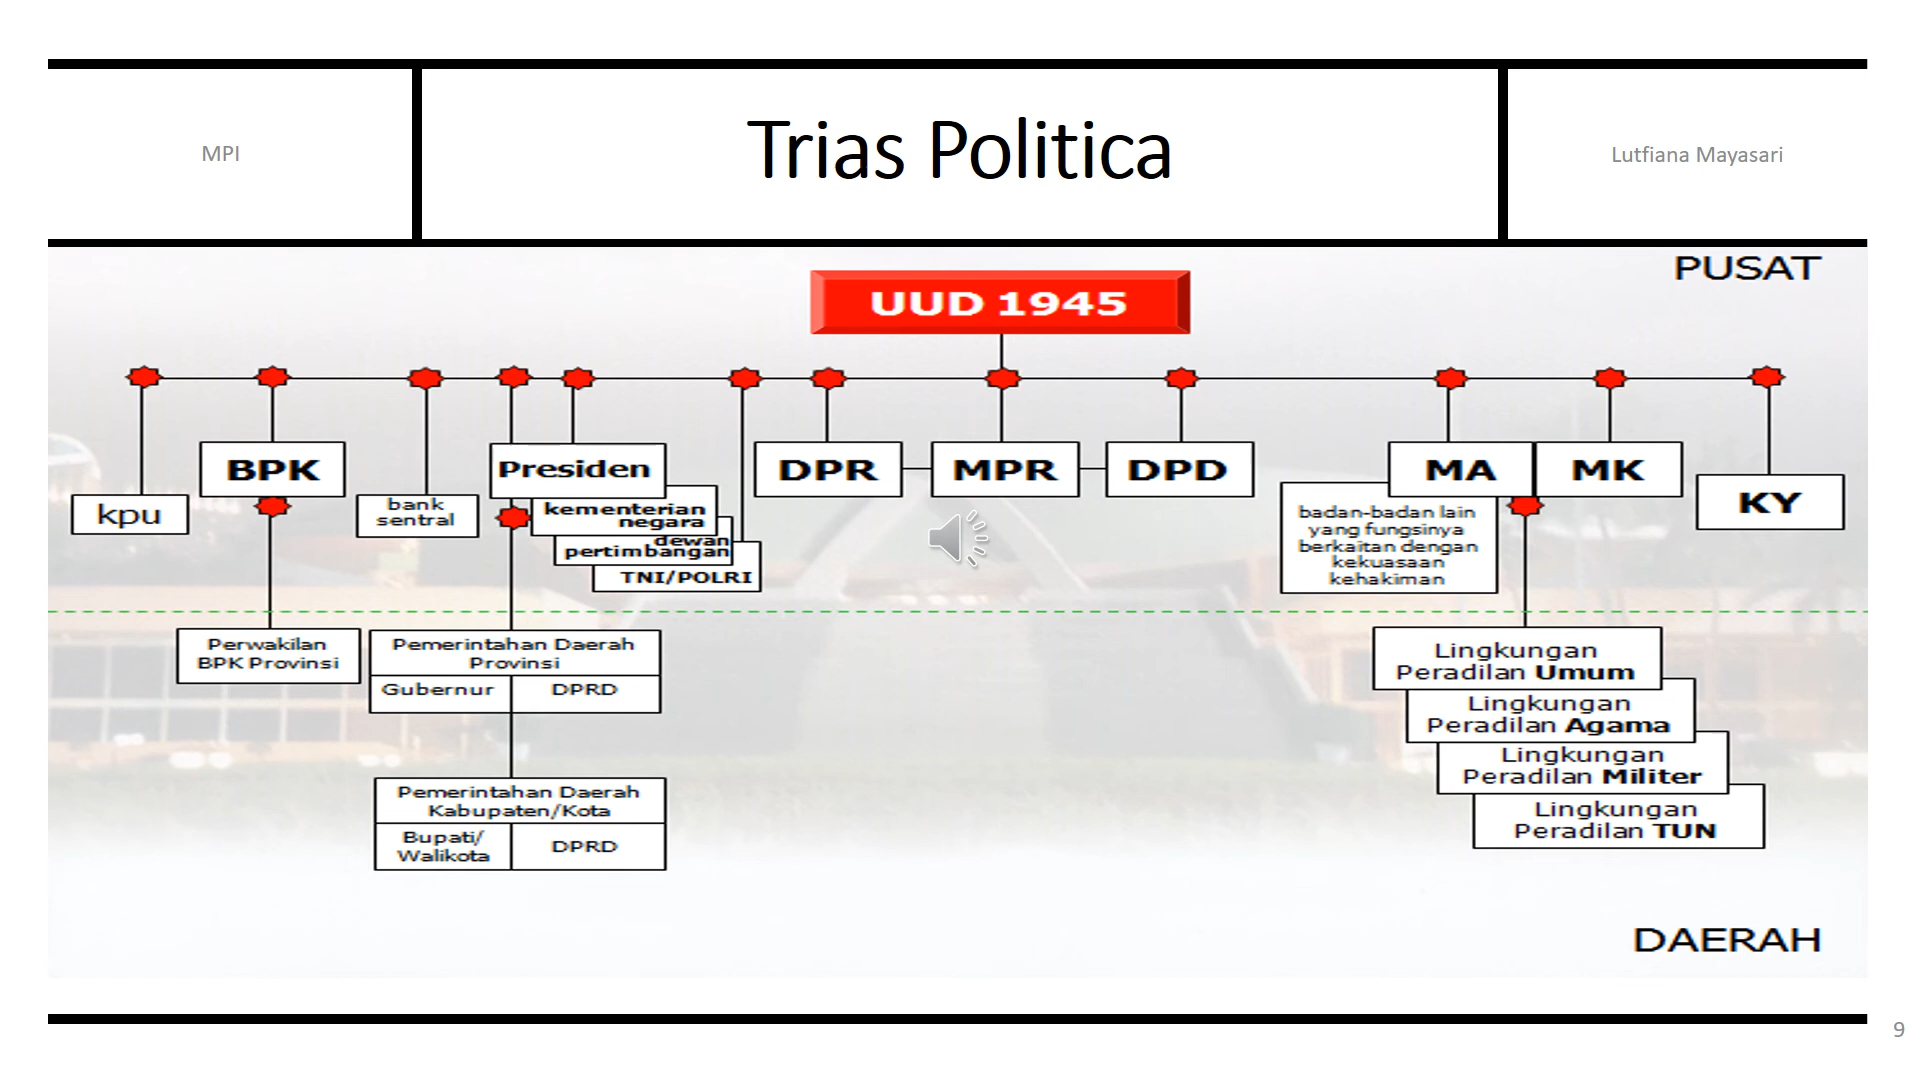 MPI
Trias Politica
Lutfiana Mayasari
PUSAT
UUD 1945
kpu
BPK
bank
sentral
Presiden
kementerian
negara
dewan
pertimbangan
TNI/POLRI
DPR
MPR
DPD
MA
MK
KY
badan-badan lain
yang fungsinya
berkaitan dengan
kekuasaan
kehakiman
Perwakilan
BPK Provinsi
Pemerintahan Daerah
Provinsi
Gubernur
DPRD
Pemerintahan Daerah
Kabupaten/Kota
Bupati/
Walikota
DPRD
Lingkungan
Peradilan Umum
Lingkungan
Peradilan Agama
Lingkungan
Peradilan Militer
Lingkungan
Peradilan TUN
DAERAH
9